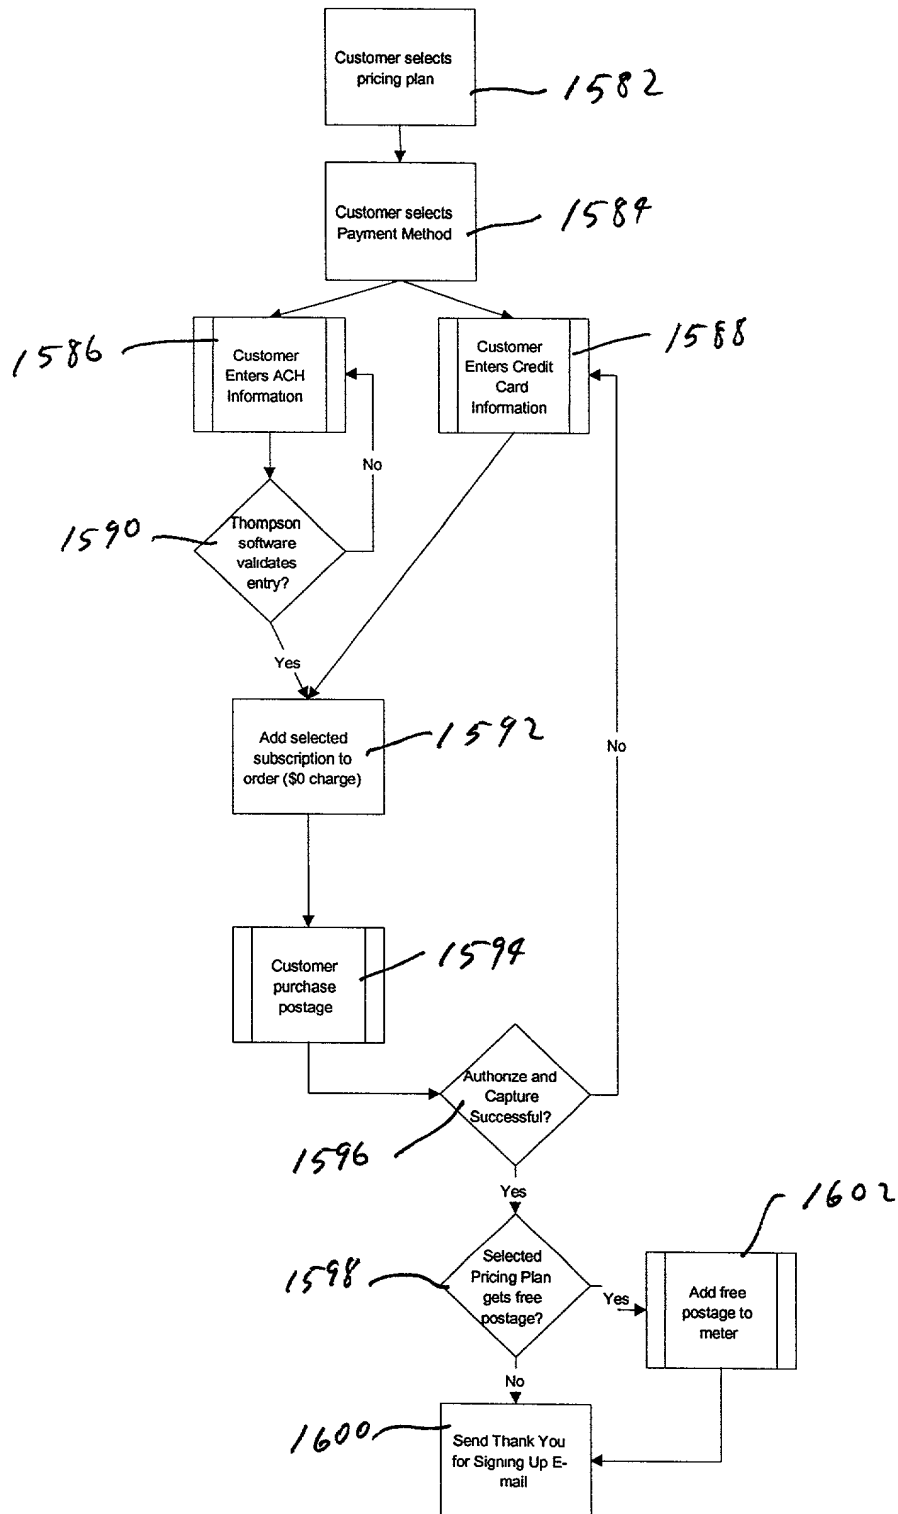 Customer selects
pricing plan
1582
Customer selects
Payment Method
1584
1586
Customer
Enters ACH
Information
Customer
Enters Credit
Card
Information
1588
No
1590
Thompson
software
validates
entry?
Yes
Add selected
subscription to
order ($0 charge)
1592
No
Customer
purchase
postage
1594
Authorize and
Capture
Successful?
1596
Yes
1602
1598
Selected
Pricing Plan
gets free
postage?
Yes
Add free
postage to
meter
No
1600
Send Thank You
for Signing Up E-
mail